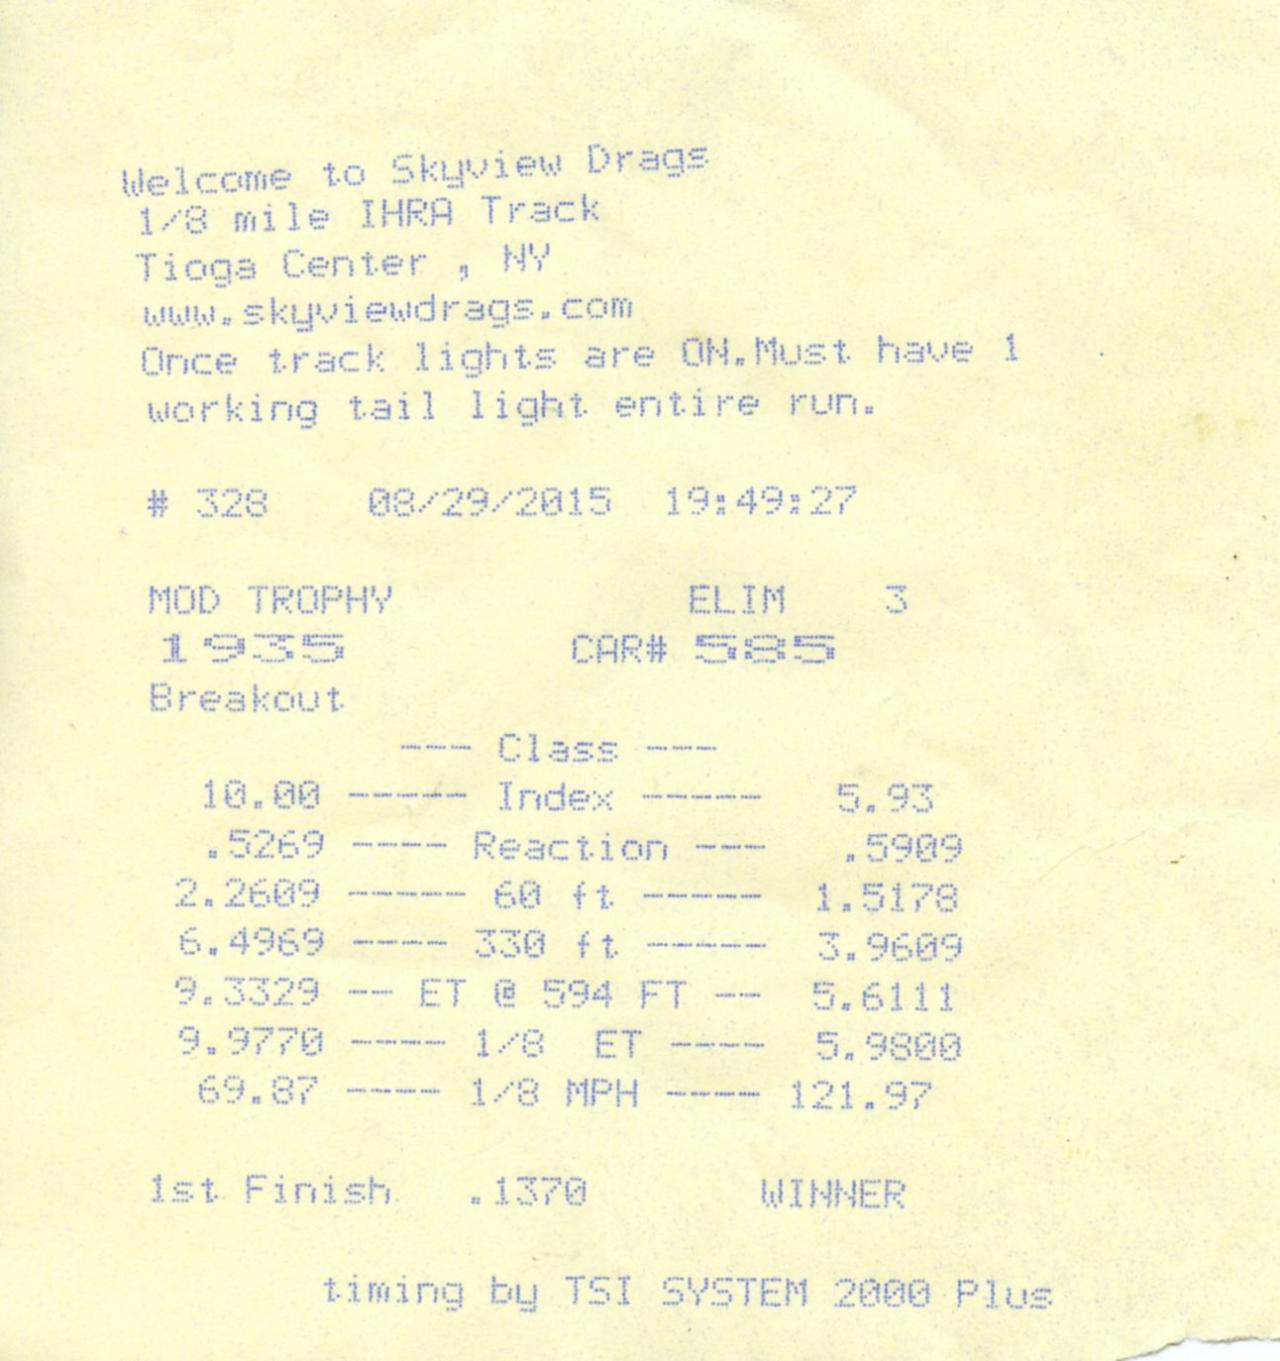 Welcome to Skyview Drags
1/8 mile IHRA Track
Tioga Center , NY
www.skyviewdrags.com
Once track lights are ON.Must have 1
working tail light entire run.
# 328 08/29/2015 19:49:27
MOD TROPHY ELIM 3
1935 CAR# 585
Breakout
--- Class ---
10.00 ----- Index ----- 5.93
.5269 ---- Reaction --- .5909
2.2609 ----- 60 ft ----- 1.5178
6.4969 ---- 330 ft ----- 3.9609
9.3329 -- ET @ 594 FT -- 5.6111
9.9770 ---- 1/8 ET ---- 5.9800
69.87 ---- 1/8 MPH ---- 121.97
1st Finish .1370 WINNER
timing by TSI SYSTEM 2000 Plus